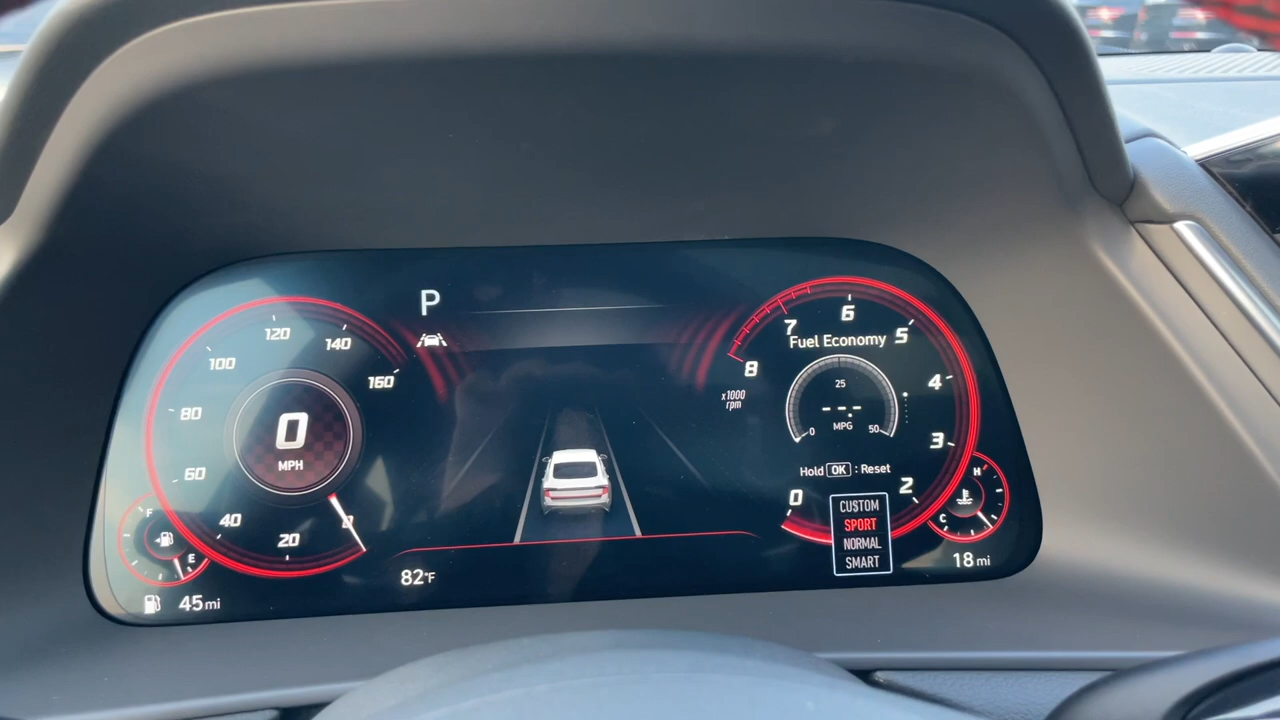 P
120
140
100
160
80
0
MPH
60
40
20
0
F
E
45 mi
82°F
6
7
5
Fuel Economy
8
4
x1000
rpm
25
--.-
0
MPG
50
3
Hold OK : Reset
2
0
CUSTOM
SPORT
NORMAL
SMART
H
C
18 mi